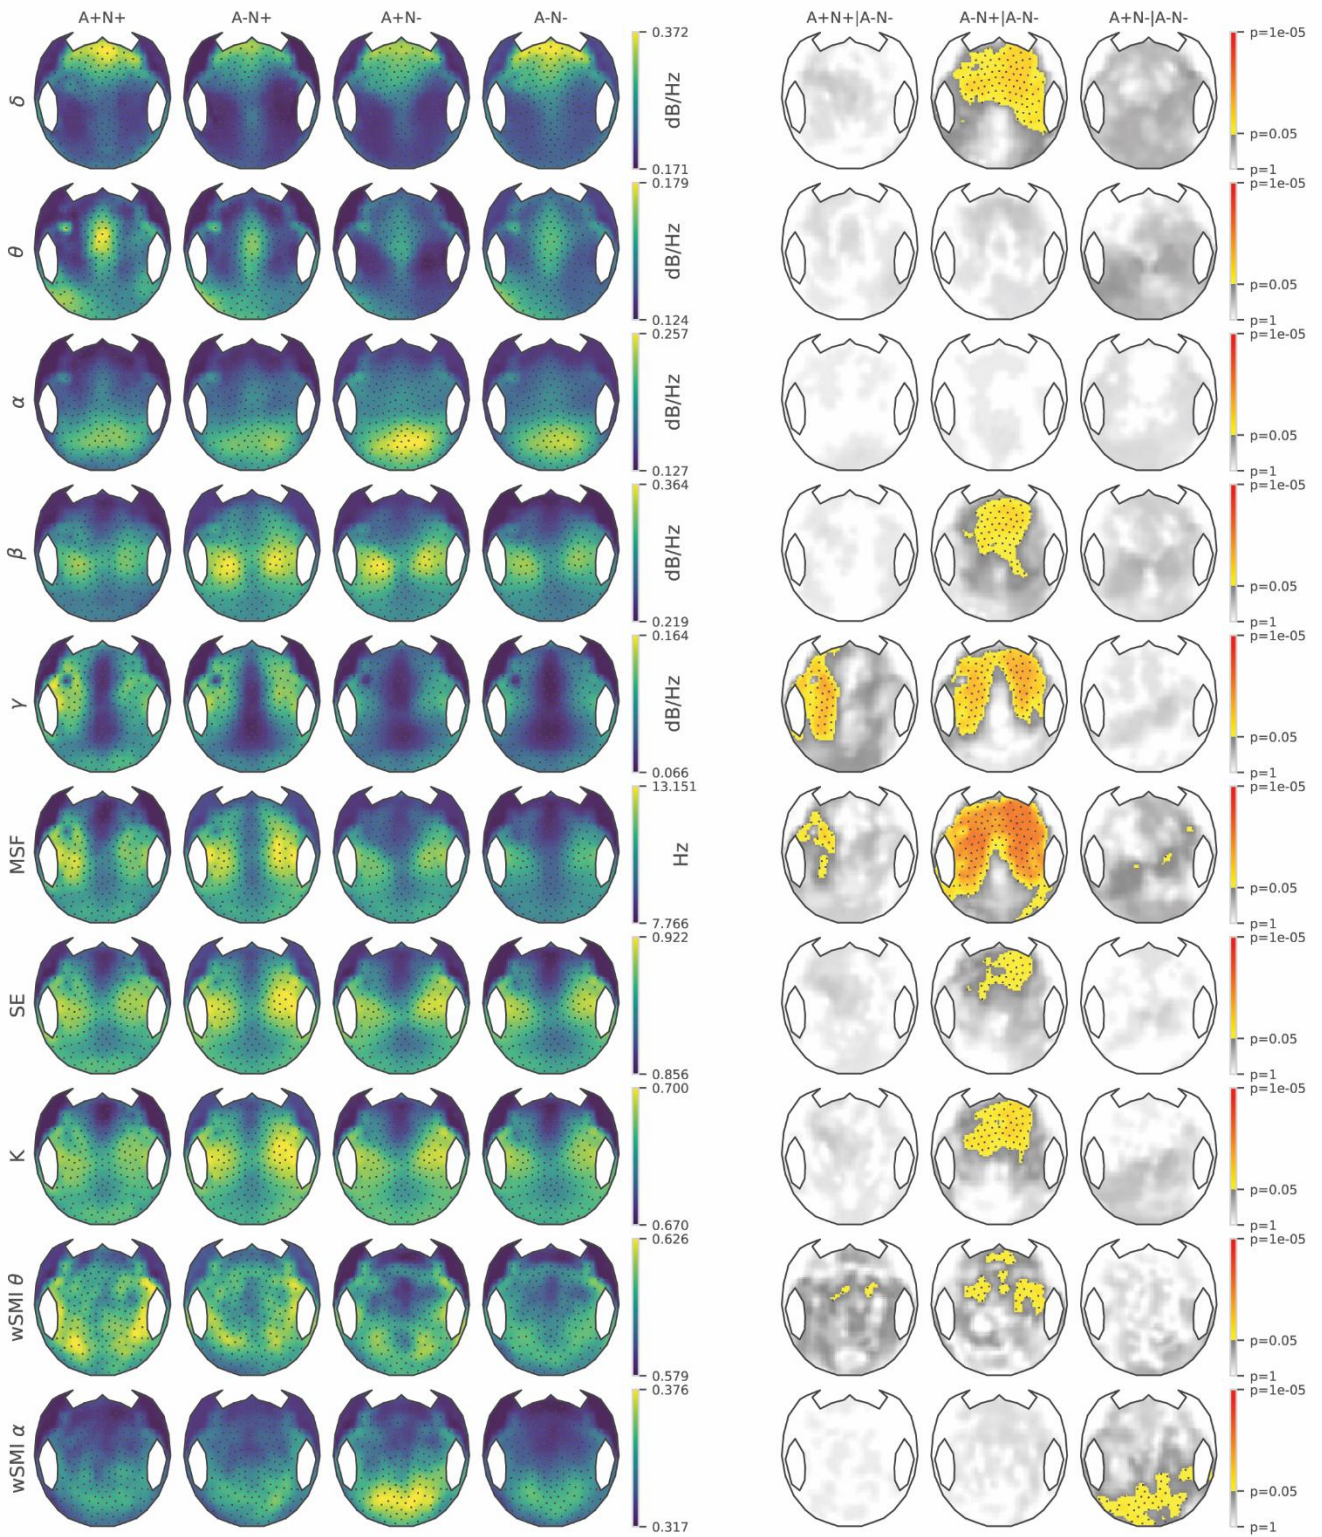 A+N+ A-N+ A+N- A-N- A+N+|A-N- A-N+|A-N- A+N-|A-N-
δ 0.372 dB/Hz 0.171 p=1e-05 p=0.05 p=1
θ 0.179 dB/Hz 0.124 p=1e-05 p=0.05 p=1
α 0.257 dB/Hz 0.127 p=1e-05 p=0.05 p=1
β 0.364 dB/Hz 0.219 p=1e-05 p=0.05 p=1
γ 0.164 dB/Hz 0.066 p=1e-05 p=0.05 p=1
MSF 13.151 Hz 7.766 p=1e-05 p=0.05 p=1
SE 0.922 0.856 p=1e-05 p=0.05 p=1
K 0.700 0.670 p=1e-05 p=0.05 p=1
wSMI θ 0.626 0.579 p=1e-05 p=0.05 p=1
wSMI α 0.376 0.317 p=1e-05 p=0.05 p=1